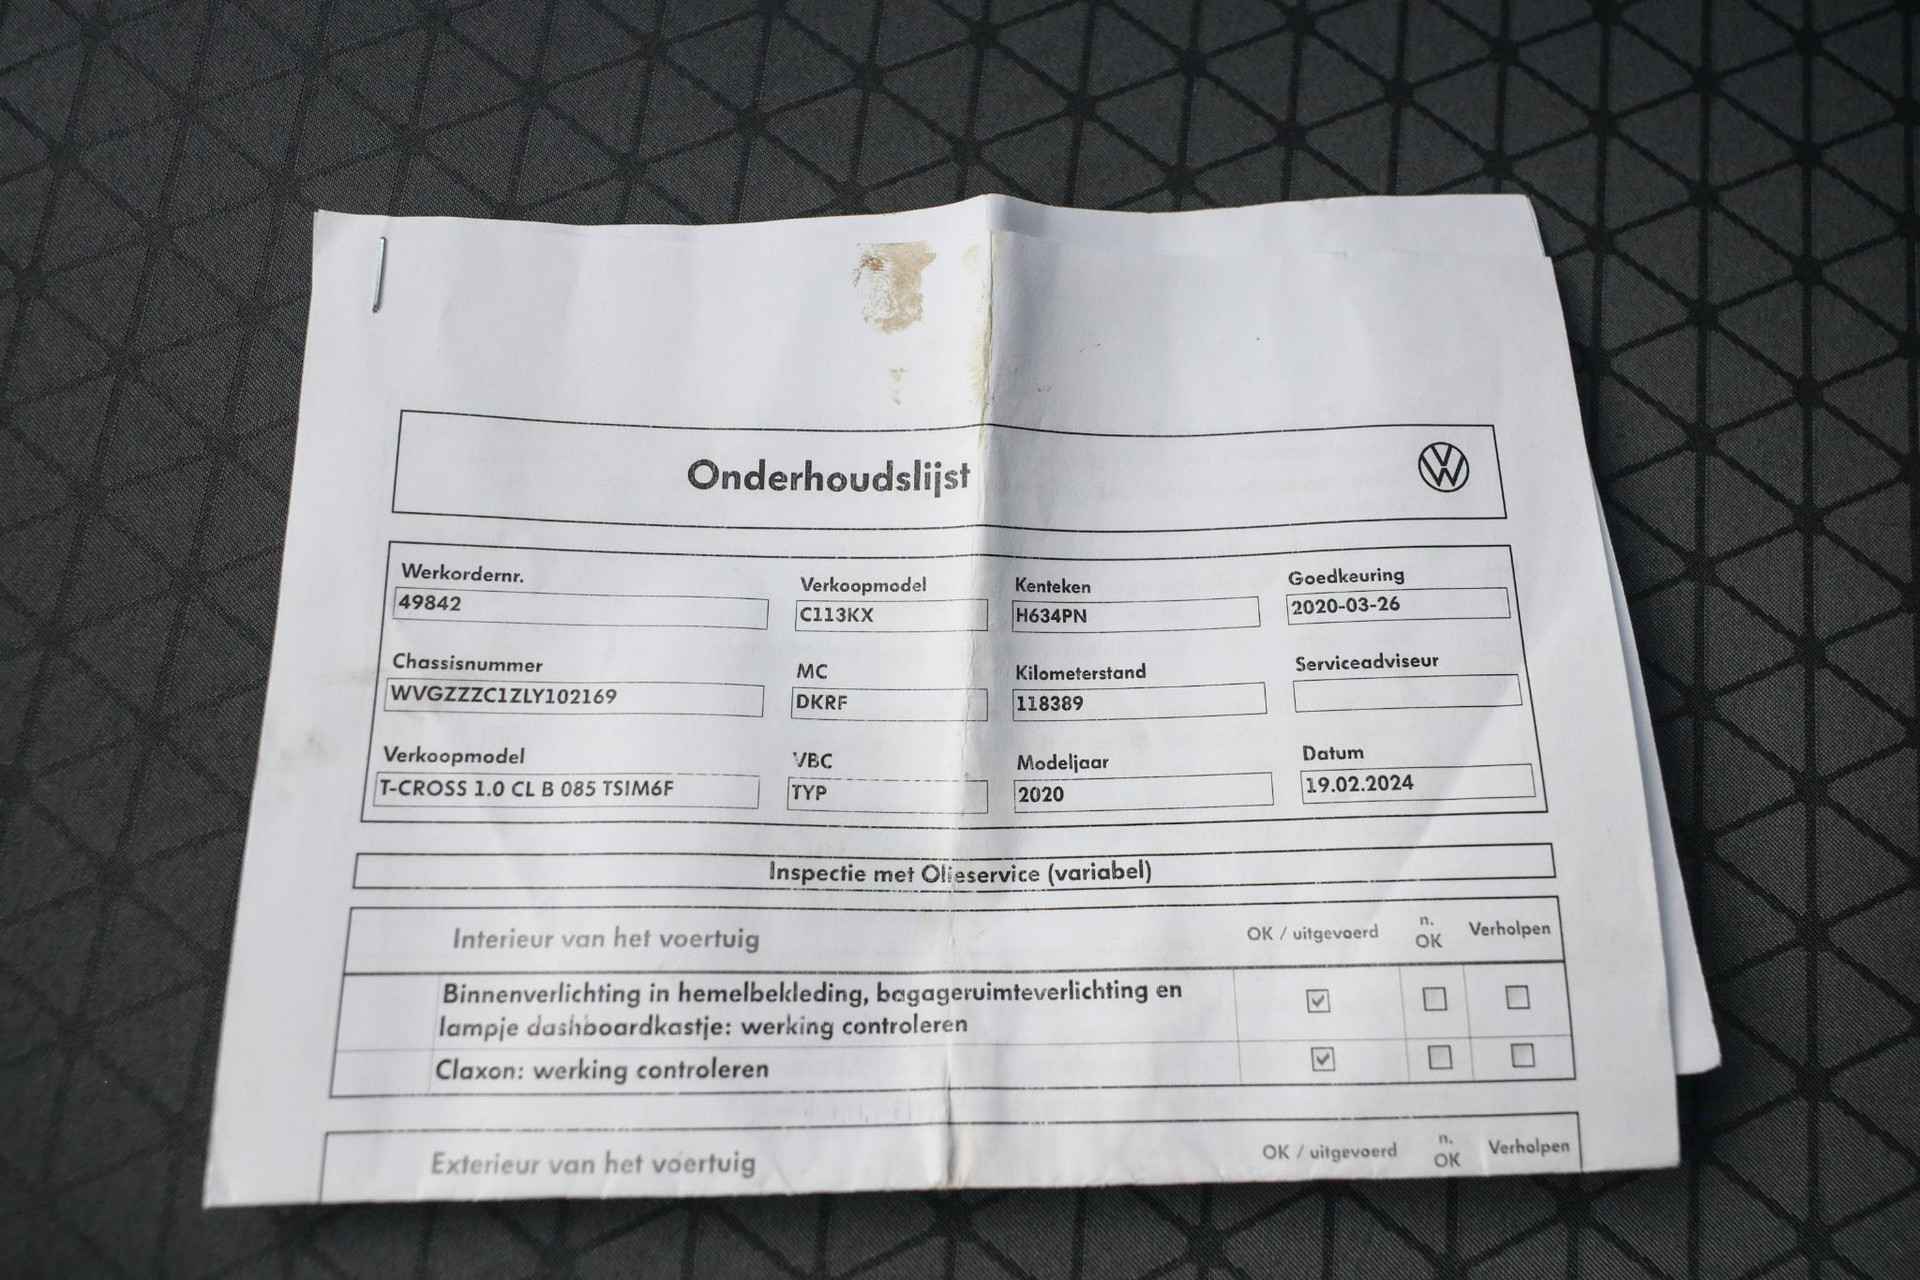 Onderhoudslijst
Werkordernr. Verkoopmodel Kenteken Goedkeuring
49842 C113KX H634PN 2020-03-26
Chassisnummer MC Kilometerstand Serviceadviseur
WVGZZZC1ZLY102169 DKRF 118389
Verkoopmodel VBC Modeljaar Datum
T-CROSS 1.0 CL B 085 TSIM6F TYP 2020 19.02.2024
Inspectie met Olieservice (variabel)
Interieur van het voertuig OK / uitgevoerd n. OK Verholpen
Binnenverlichting in hemelbekleding, bagageruimteverlichting en
lampje dashboardkastje: werking controleren
Claxon: werking controleren
Exterieur van het voertuig OK / uitgevoerd n. OK Verholpen